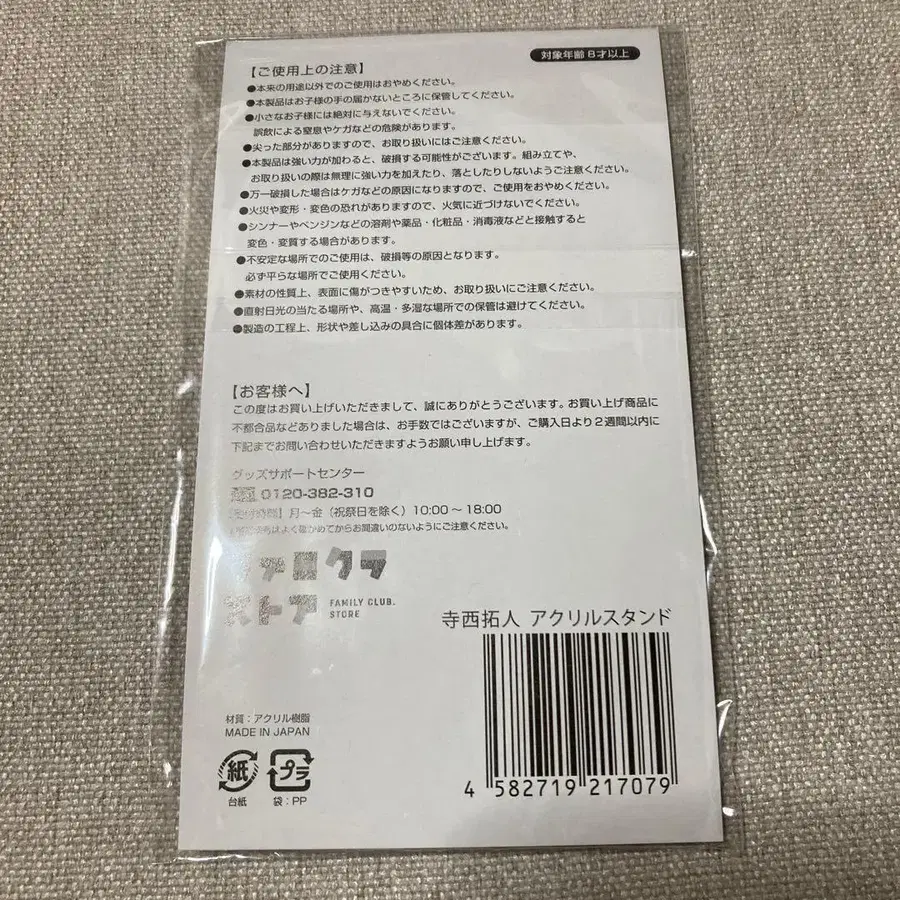 対象年齢8才以上
【ご使用上の注意】
●本来の用途以外でのご使用はおやめください。
●本製品はお子様の手の届かないところに保管してください。
●小さなお子様には絶対に与えないでください。
誤飲による窒息やケガなどの危険があります。
●尖った部分がありますので、お取り扱いにはご注意ください。
●本製品は強い力が加わると、破損する可能性がございます。組み立てや、
お取り扱いの際は無理に強い力を加えたり、落としたりしないようご注意ください。
●万一破損した場合はケガなどの原因になりますので、ご使用をおやめください。
●火災や変形・変色の恐れがありますので、火気に近づけないでください。
●シンナーやベンジンなどの溶剤や薬品・化粧品・消毒液などと接触すると
変色・変質する場合があります。
●不安定な場所でのご使用は、破損等の原因となります。
必ず平らな場所でご使用ください。
●素材の性質上、表面に傷がつきやすいため、お取り扱いにご注意ください。
●直射日光の当たる場所や、高温・多湿な場所での保管は避けてください。
●製造の工程上、形状や差し込みの具合に個体差があります。
【お客様へ】
この度はお買い上げいただきまして、誠にありがとうございます。お買い上げ商品に
不都合品などありました場合は、お手数ではございますが、ご購入日より2週間以内に
下記までお問い合わせいただきますようお願い申し上げます。
グッズサポートセンター
0120-382-310
月〜金（祝祭日を除く）10:00〜18:00
よく確かめてからお間違いのないようにご注意ください。
クラ
ストア
FAMILY CLUB.
STORE
寺西拓人 アクリルスタンド
材質：アクリル樹脂
MADE IN JAPAN
紙
プラ
台紙
袋：PP
4 582719 217079